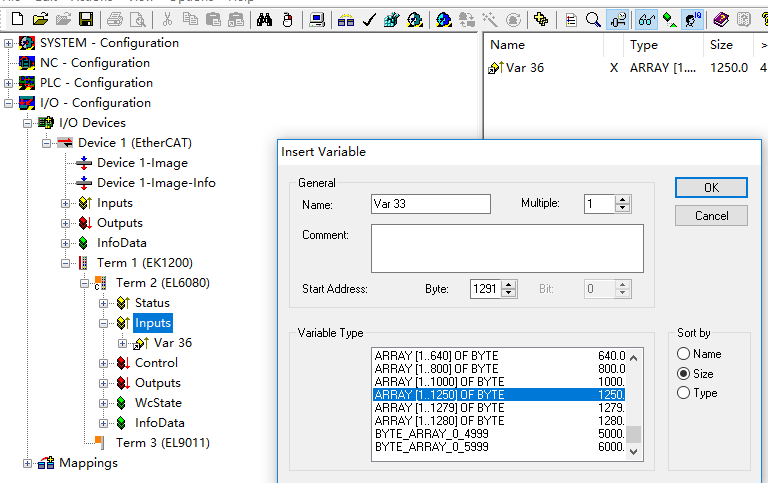 SYSTEM - Configuration
NC - Configuration
PLC - Configuration
I/O - Configuration
I/O Devices
Device 1 (EtherCAT)
Device 1-Image
Device 1-Image-Info
Inputs
Outputs
InfoData
Term 1 (EK1200)
Term 2 (EL6080)
Status
Inputs
Var 36
Control
Outputs
WcState
InfoData
Term 3 (EL9011)
Mappings
Name Type Size >
Var 36 X ARRAY [1.... 1250.0 4
Insert Variable
General
Name: Var 33 Multiple: 1
Comment:
Start Address: Byte: 1291 Bit: 0
OK
Cancel
Variable Type
ARRAY [1..640] OF BYTE 640.0
ARRAY [1..800] OF BYTE 800.0
ARRAY [1..1000] OF BYTE 1000.
ARRAY [1..1250] OF BYTE 1250.
ARRAY [1..1279] OF BYTE 1279.
ARRAY [1..1280] OF BYTE 1280.
BYTE_ARRAY_0_4999 5000.
BYTE_ARRAY_0_5999 6000.
Sort by
Name
Size
Type